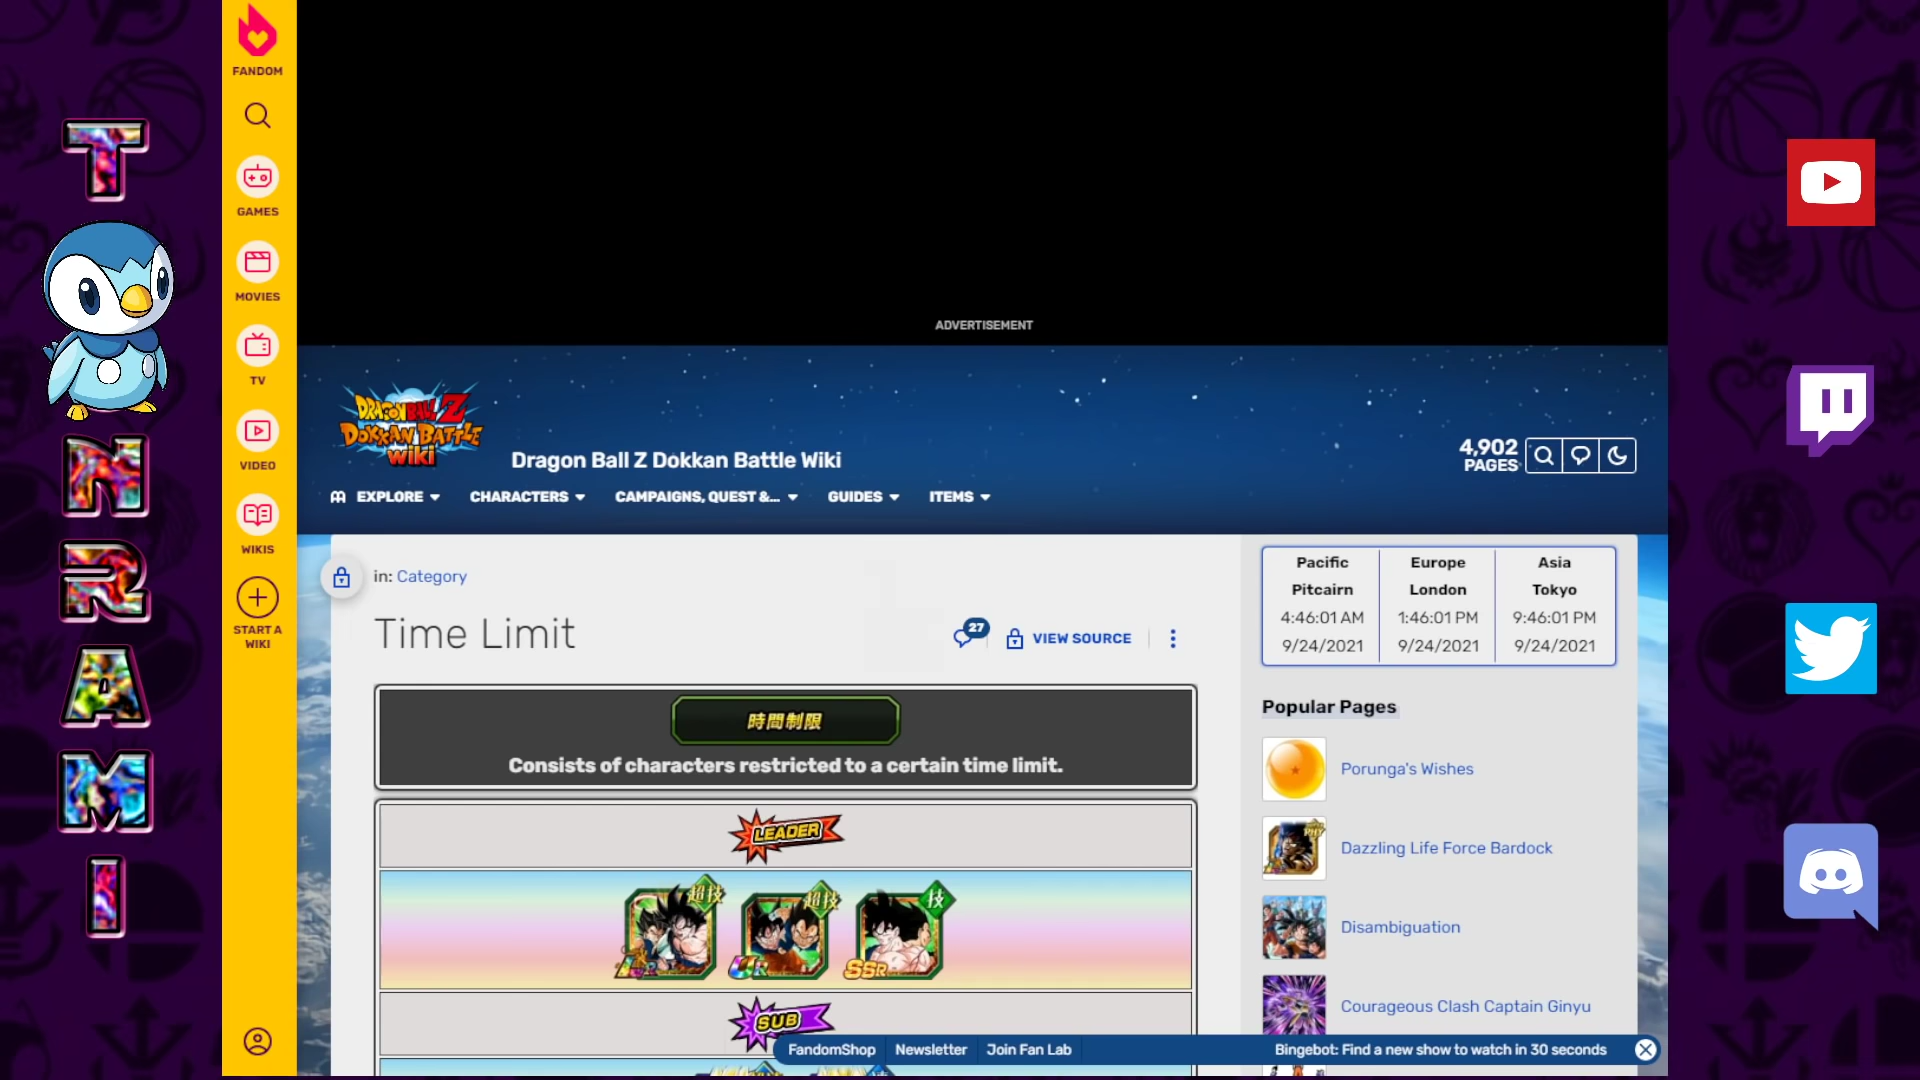 T
N
R
A
M
I
FANDOM
GAMES
MOVIES
TV
VIDEO
WIKIS
START A
WIKI
ADVERTISEMENT
DRAGON BALL Z
DOKKAN BATTLE
wiki
Dragon Ball Z Dokkan Battle Wiki
4,902
PAGES
EXPLORE
CHARACTERS
CAMPAIGNS, QUEST &...
GUIDES
ITEMS
in: Category
Time Limit
27
VIEW SOURCE
時間制限
Consists of characters restricted to a certain time limit.
LEADER
超技
超技
技
LR
UR
SSR
SUB
Pacific
Pitcairn
4:46:01 AM
9/24/2021
Europe
London
1:46:01 PM
9/24/2021
Asia
Tokyo
9:46:01 PM
9/24/2021
Popular Pages
Porunga's Wishes
Dazzling Life Force Bardock
Disambiguation
Courageous Clash Captain Ginyu
FandomShop
Newsletter
Join Fan Lab
Bingebot: Find a new show to watch in 30 seconds